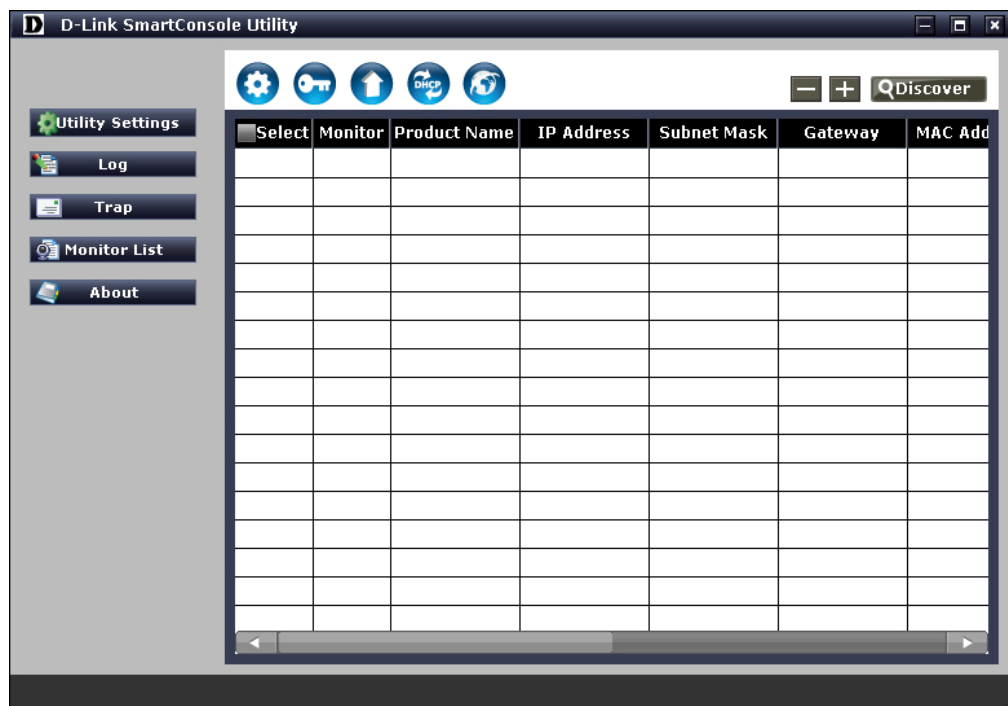 D D-Link SmartConsole Utility
DHCP
Discover
Utility Settings
Log
Trap
Monitor List
About
Select Monitor Product Name IP Address Subnet Mask Gateway MAC Add